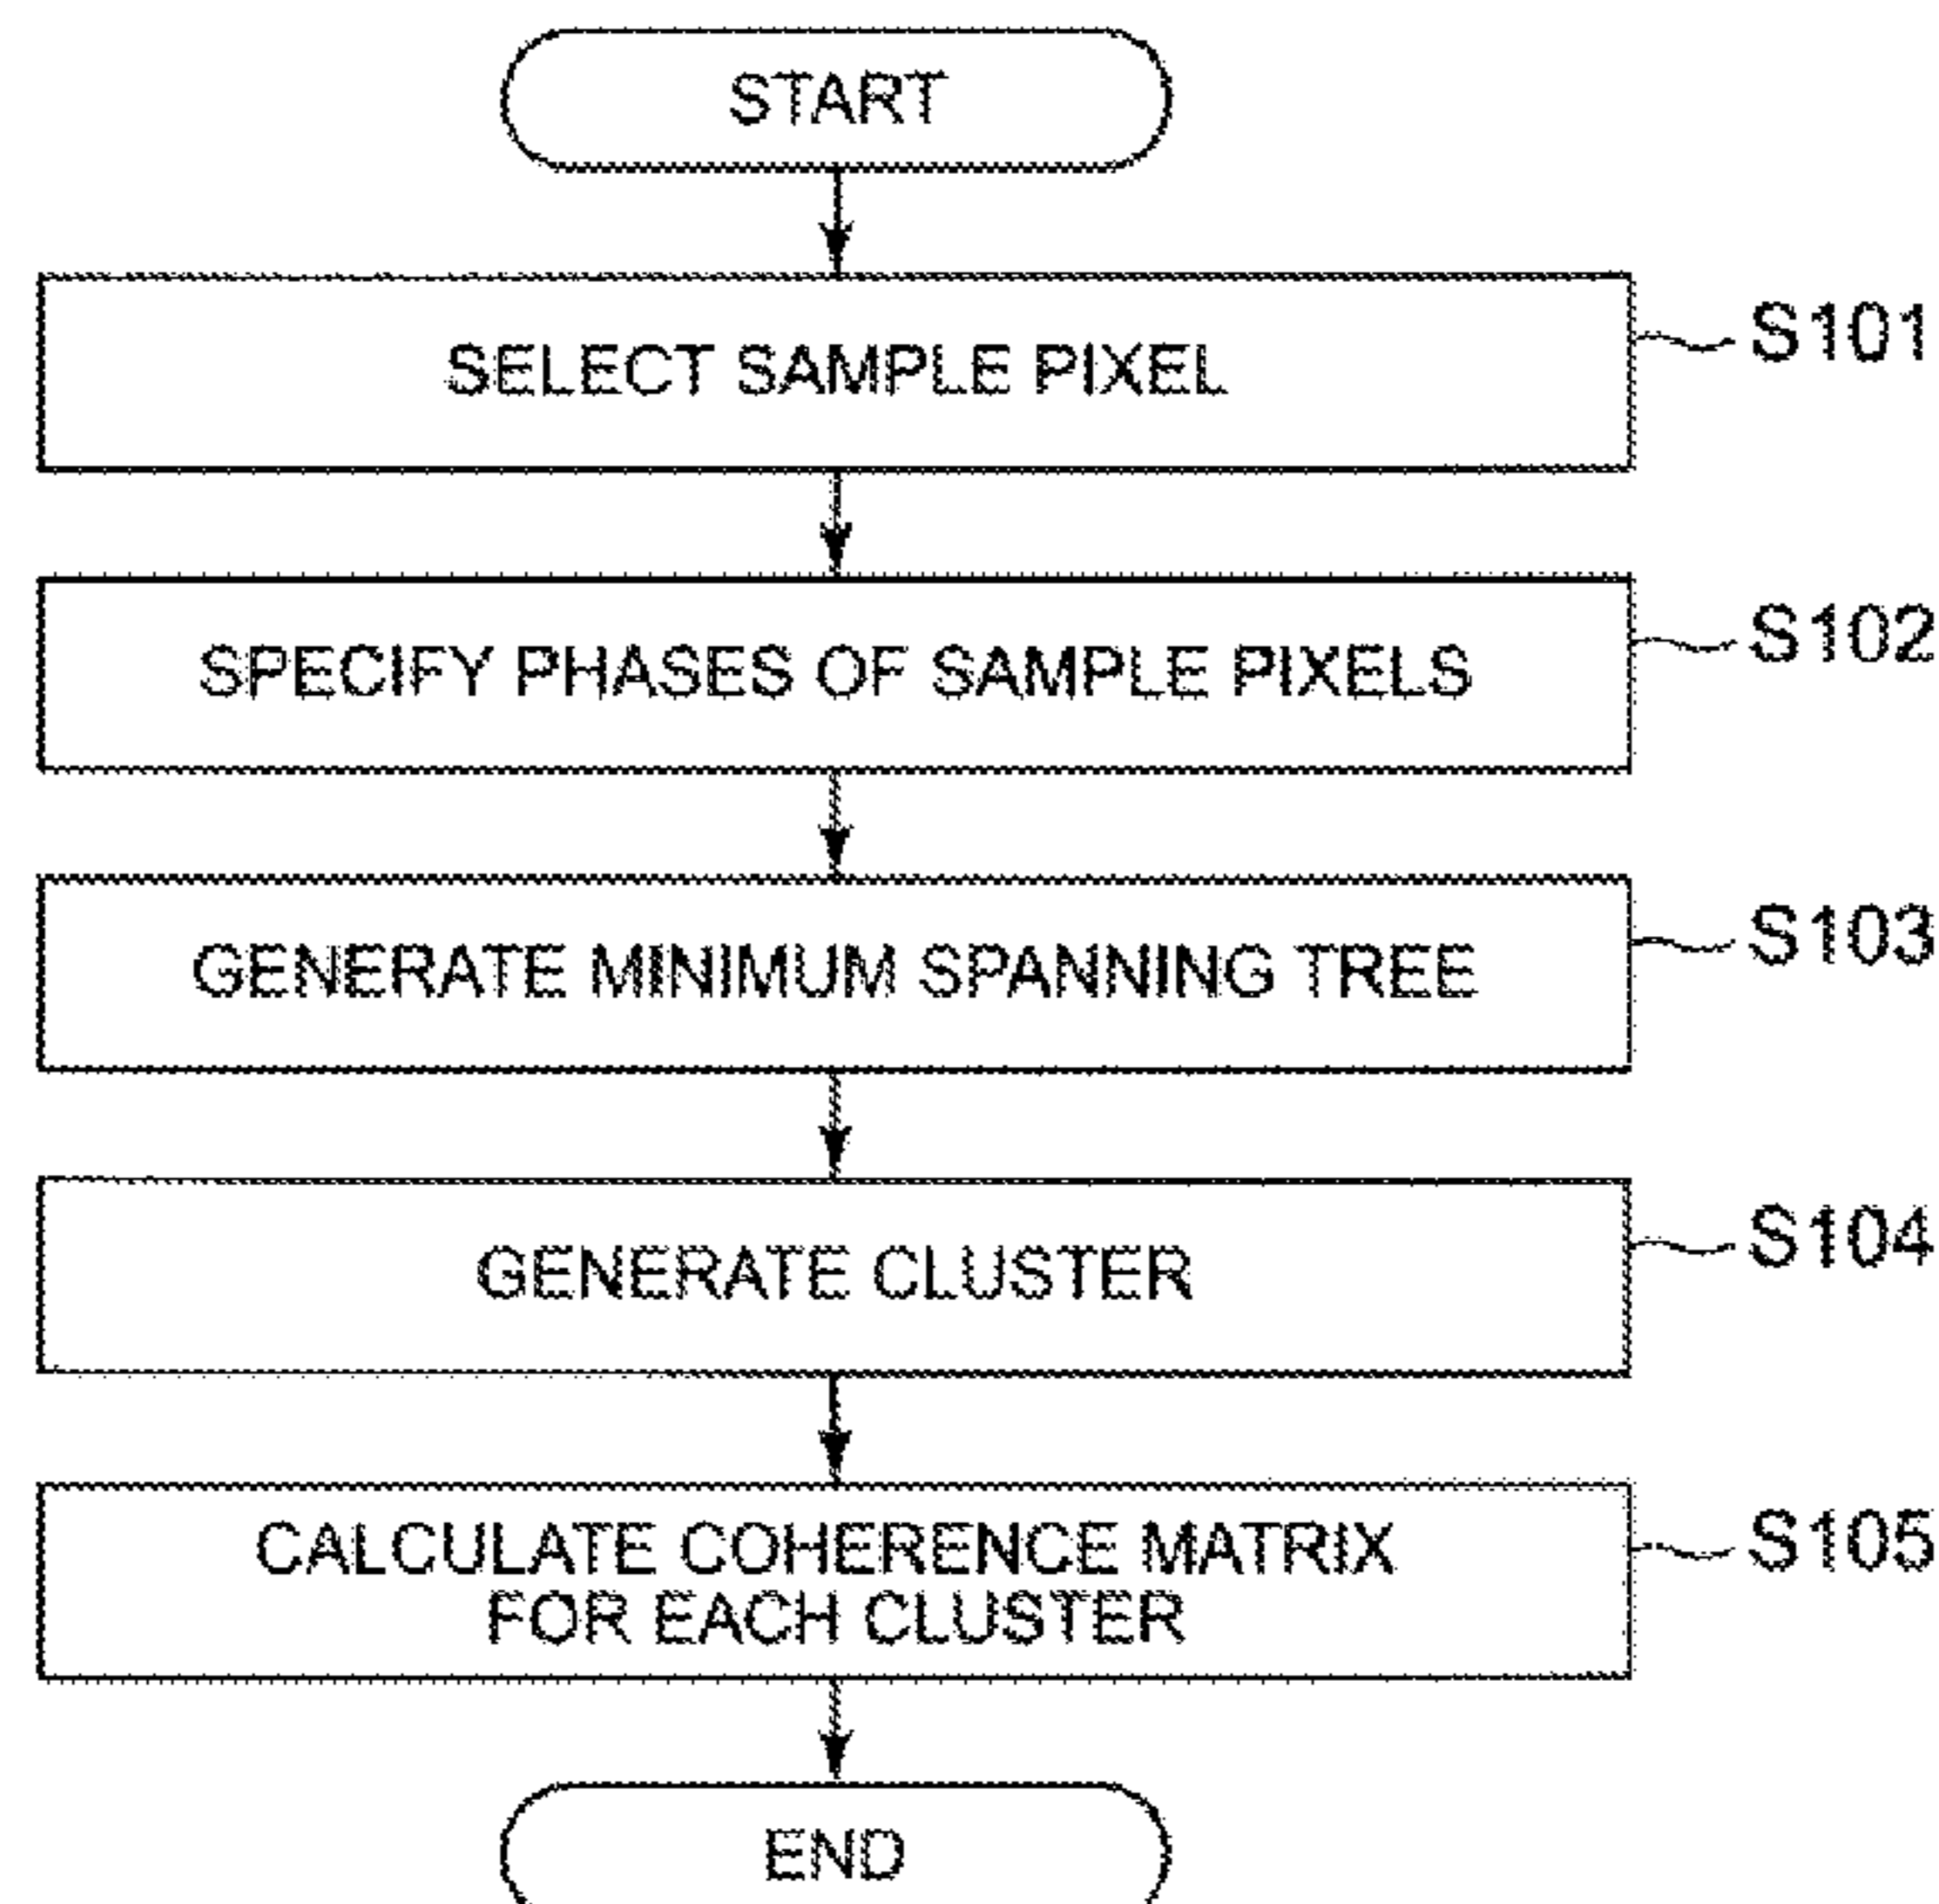 START
SELECT SAMPLE PIXEL
S101
SPECIFY PHASES OF SAMPLE PIXELS
S102
GENERATE MINIMUM SPANNING TREE
S103
GENERATE CLUSTER
S104
CALCULATE COHERENCE MATRIX
FOR EACH CLUSTER
S105
END